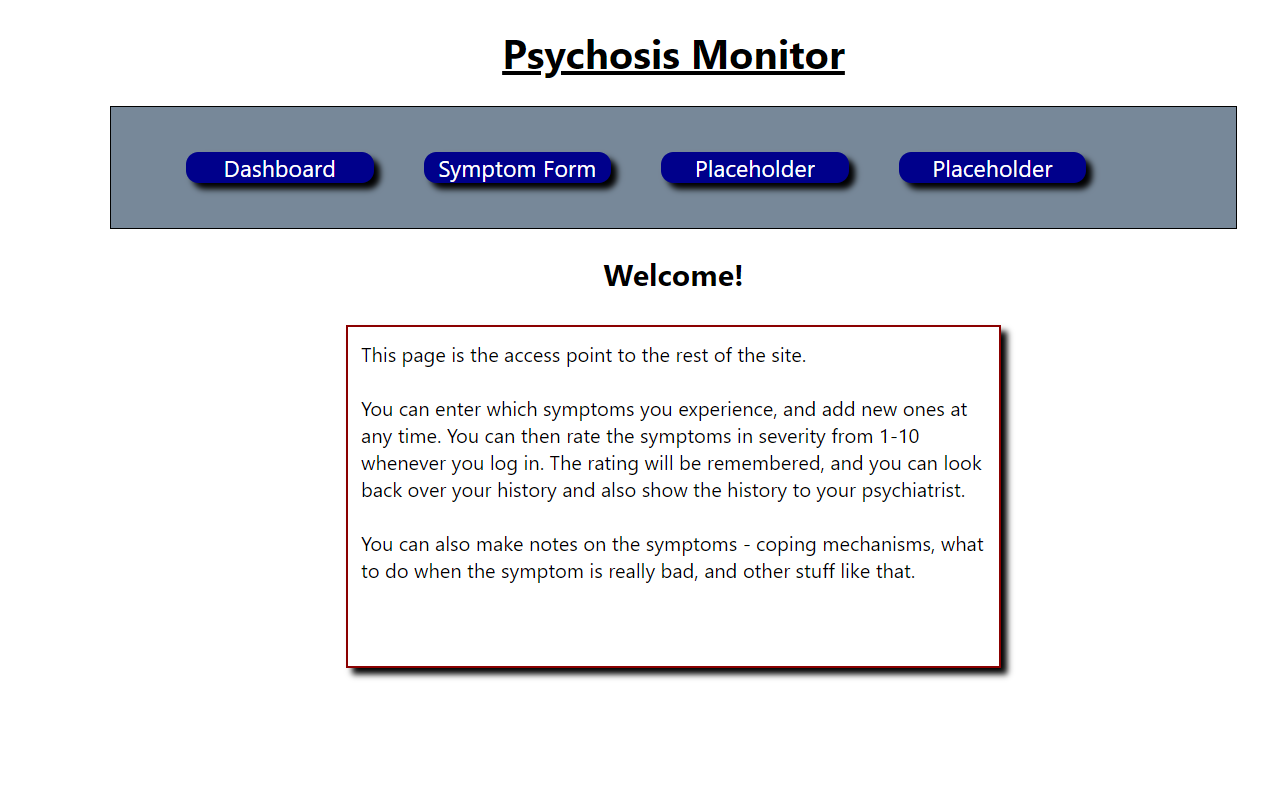 Psychosis Monitor
Dashboard
Symptom Form
Placeholder
Placeholder
Welcome!
This page is the access point to the rest of the site.
You can enter which symptoms you experience, and add new ones at
any time. You can then rate the symptoms in severity from 1-10
whenever you log in. The rating will be remembered, and you can look
back over your history and also show the history to your psychiatrist.
You can also make notes on the symptoms - coping mechanisms, what
to do when the symptom is really bad, and other stuff like that.